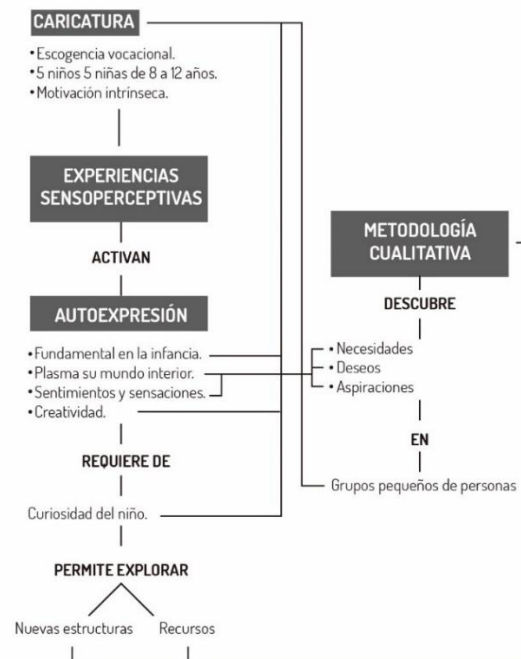 CARICATURA
• Escogencia vocacional.
• 5 niños 5 niñas de 8 a 12 años.
• Motivación intrínseca.
EXPERIENCIAS
SENSOPERCEPTIVAS
ACTIVAN
AUTOEXPRESIÓN
• Fundamental en la infancia.
• Plasma su mundo interior.
• Sentimientos y sensaciones.
• Creatividad.
REQUIERE DE
Curiosidad del niño.
PERMITE EXPLORAR
Nuevas estructuras
Recursos
METODOLOGÍA
CUALITATIVA
DESCUBRE
• Necesidades
• Deseos
• Aspiraciones
EN
Grupos pequeños de personas